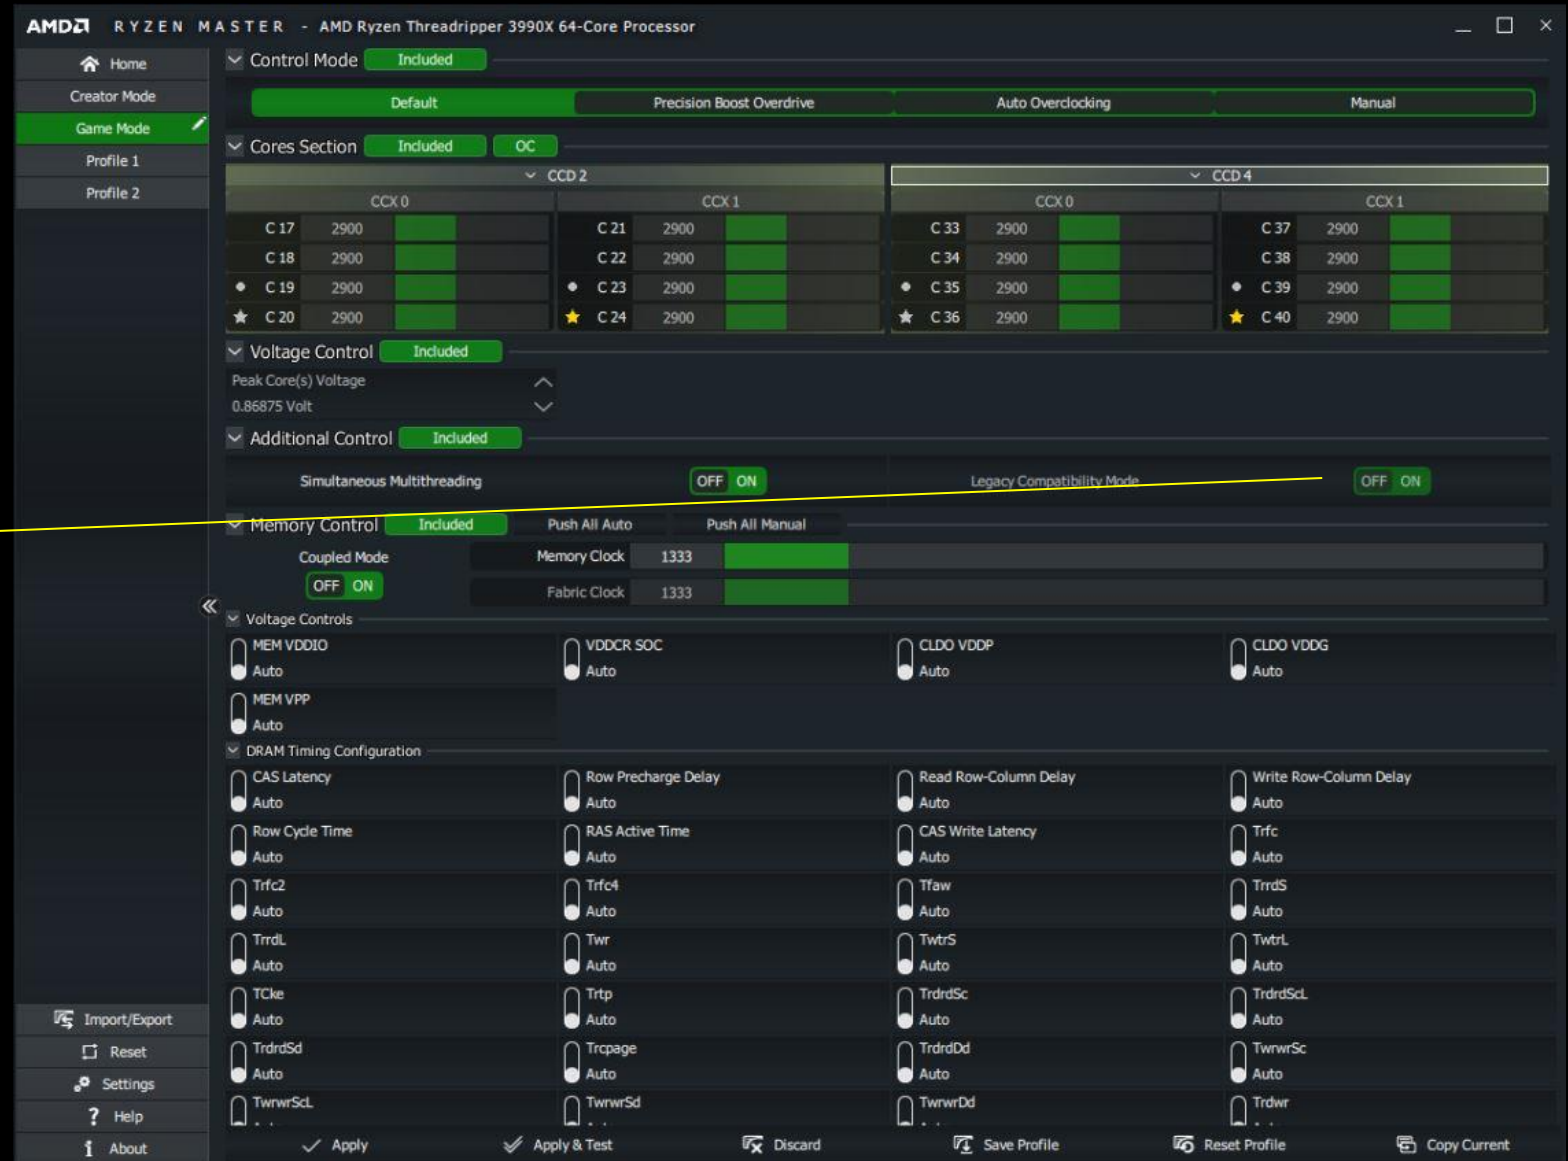 AMD RYZEN MASTER - AMD Ryzen Threadripper 3990X 64-Core Processor
Home
Creator Mode
Game Mode
Profile 1
Profile 2
Import/Export
Reset
Settings
Help
About
Control Mode Included
Default Precision Boost Overdrive Auto Overclocking Manual
Cores Section Included OC
CCD 2 CCD 4
CCX 0 CCX 1 CCX 0 CCX 1
C 17 2900 C 21 2900 C 33 2900 C 37 2900
C 18 2900 C 22 2900 C 34 2900 C 38 2900
C 19 2900 C 23 2900 C 35 2900 C 39 2900
C 20 2900 C 24 2900 C 36 2900 C 40 2900
Voltage Control Included
Peak Core(s) Voltage
0.86875 Volt
Additional Control Included
Simultaneous Multithreading OFF ON Legacy Compatibility Mode OFF ON
Memory Control Included Push All Auto Push All Manual
Coupled Mode Memory Clock 1333
OFF ON Fabric Clock 1333
Voltage Controls
MEM VDDIO VDDCR SOC CLDO VDDP CLDO VDDG
Auto Auto Auto Auto
MEM VPP
Auto
DRAM Timing Configuration
CAS Latency Row Precharge Delay Read Row-Column Delay Write Row-Column Delay
Auto Auto Auto Auto
Row Cycle Time RAS Active Time CAS Write Latency Trfc
Auto Auto Auto Auto
Trfc2 Trfc4 Tfaw TrrdS
Auto Auto Auto Auto
TrrdL Twr TwtrS TwtrL
Auto Auto Auto Auto
TCke Trtp TrdrdSc TrdrdScL
Auto Auto Auto Auto
TrdrdSd Trcpage TrdrdDd TwrwrSc
Auto Auto Auto Auto
TwrwrScL TwrwrSd TwrwrDd Trdwr
Apply Apply & Test Discard Save Profile Reset Profile Copy Current